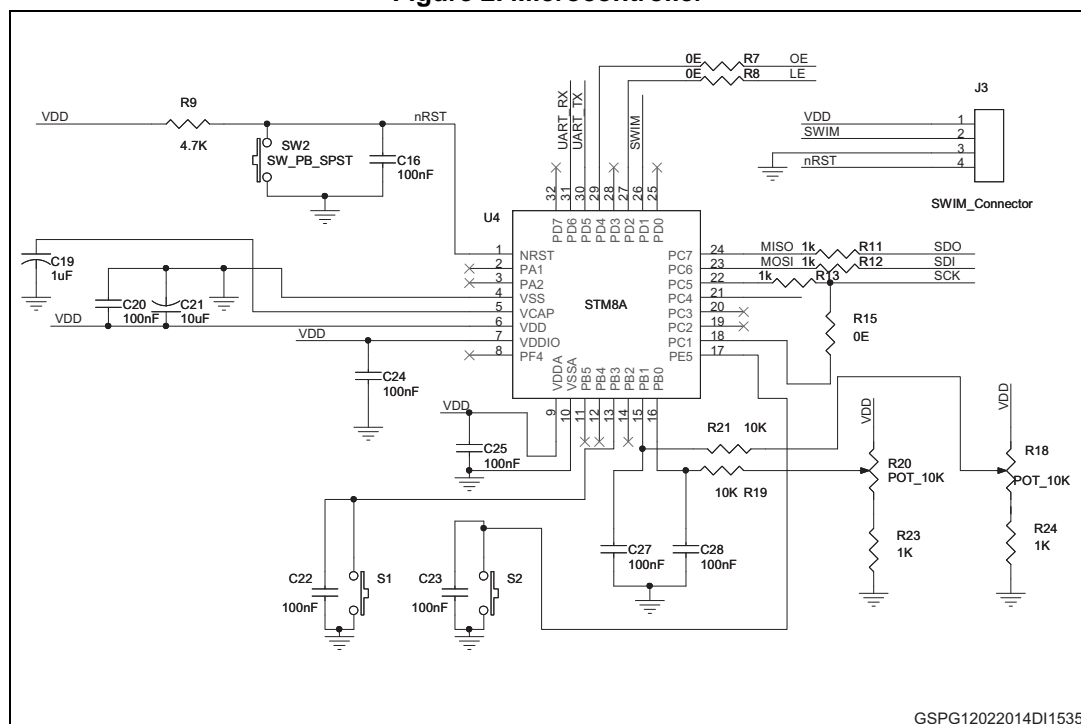 Figure 2. Microcontroller
0E R7 OE
0E R8 LE
J3
VDD 1
SWIM 2
3
nRST 4
SWIM_Connector
VDD
R9
4.7K
nRST
SW2
SW_PB_SPST
C16
100nF
UART_RX
UART_TX
SWIM
32 31 30 29 28 27 26 25
PD7 PD6 PD5 PD4 PD3 PD2 PD1 PD0
U4
STM8A
1 NRST
2 PA1
3 PA2
4 VSS
5 VCAP
6 VDD
7 VDDIO
8 PF4
PC7 24 MISO 1k R11 SDO
PC6 23 MOSI 1k R12 SDI
PC5 22 1k R13 SCK
PC4 21
PC3 20
PC2 19
PC1 18
PE5 17
R15
0E
C19
1uF
C20
100nF
C21
10uF
VDD
VDD
C24
100nF
VDDA VSSA PB5 PB4 PB3 PB2 PB1 PB0
9 10 11 12 13 14 15 16
VDD
C25
100nF
R21 10K
10K R19
VDD
R20
POT_10K
R23
1K
VDD
R18
POT_10K
R24
1K
C27
100nF
C28
100nF
C22
100nF
S1
C23
100nF
S2
GSPG12022014DI1535